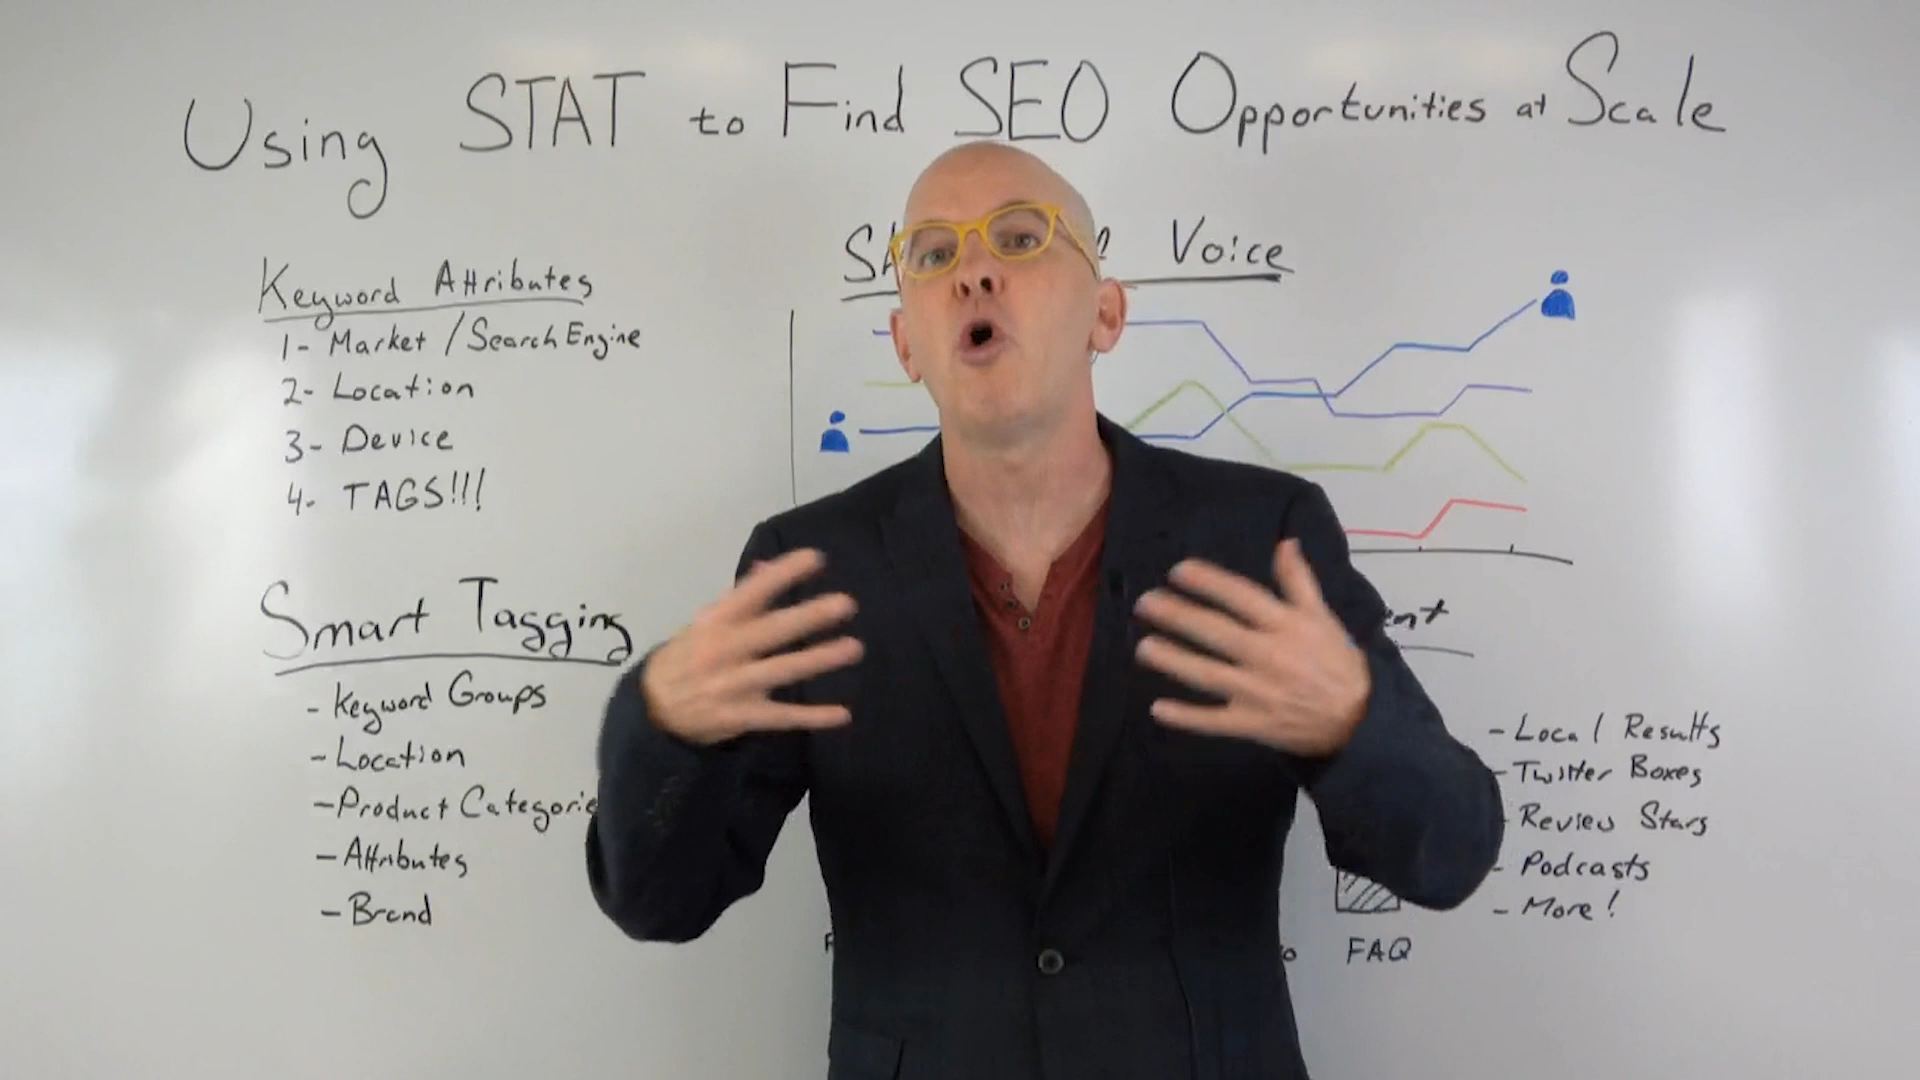 Using STAT to Find SEO Opportunities at Scale
Keyword Attributes
1- Market / Search Engine
2- Location
3- Device
4- TAGS!!!
Smart Tagging
- Keyword Groups
- Location
- Product Categorie
- Attributes
- Brand
Voice
- Local Results
- Twitter Boxes
- Review Stars
- Podcasts
- More!
FAQ